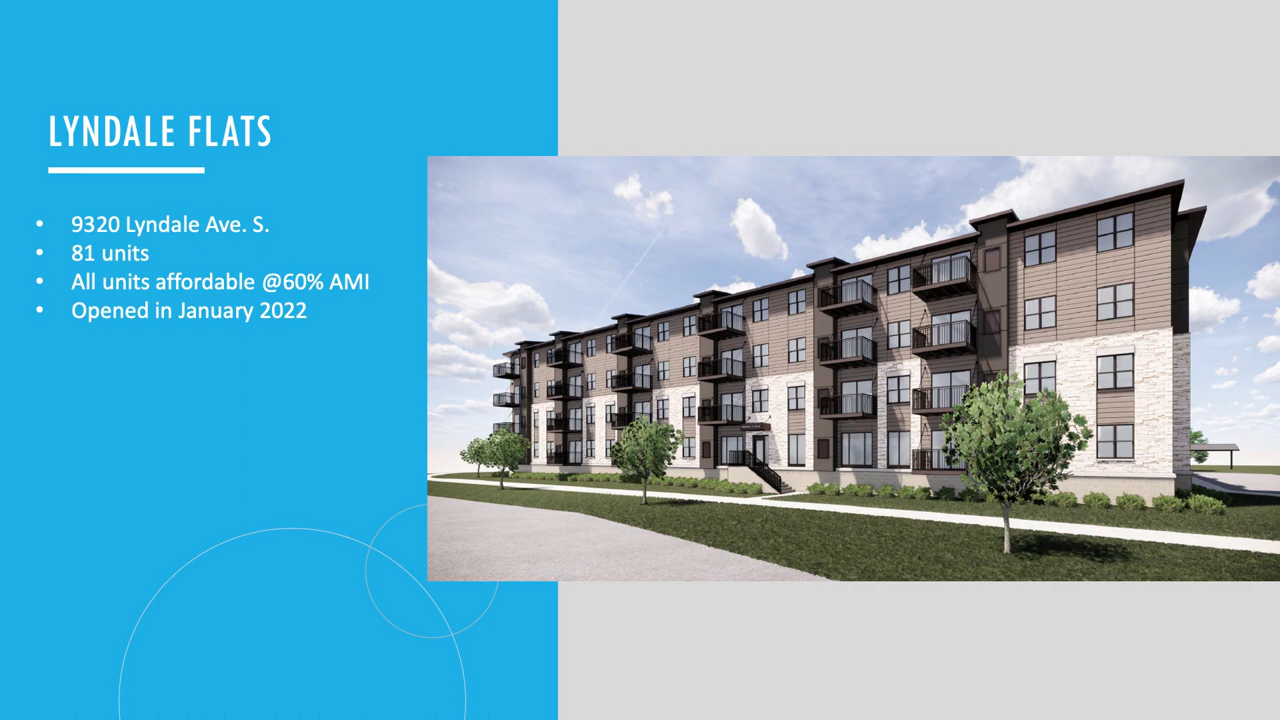 LYNDALE FLATS
• 9320 Lyndale Ave. S.
• 81 units
• All units affordable @60% AMI
• Opened in January 2022